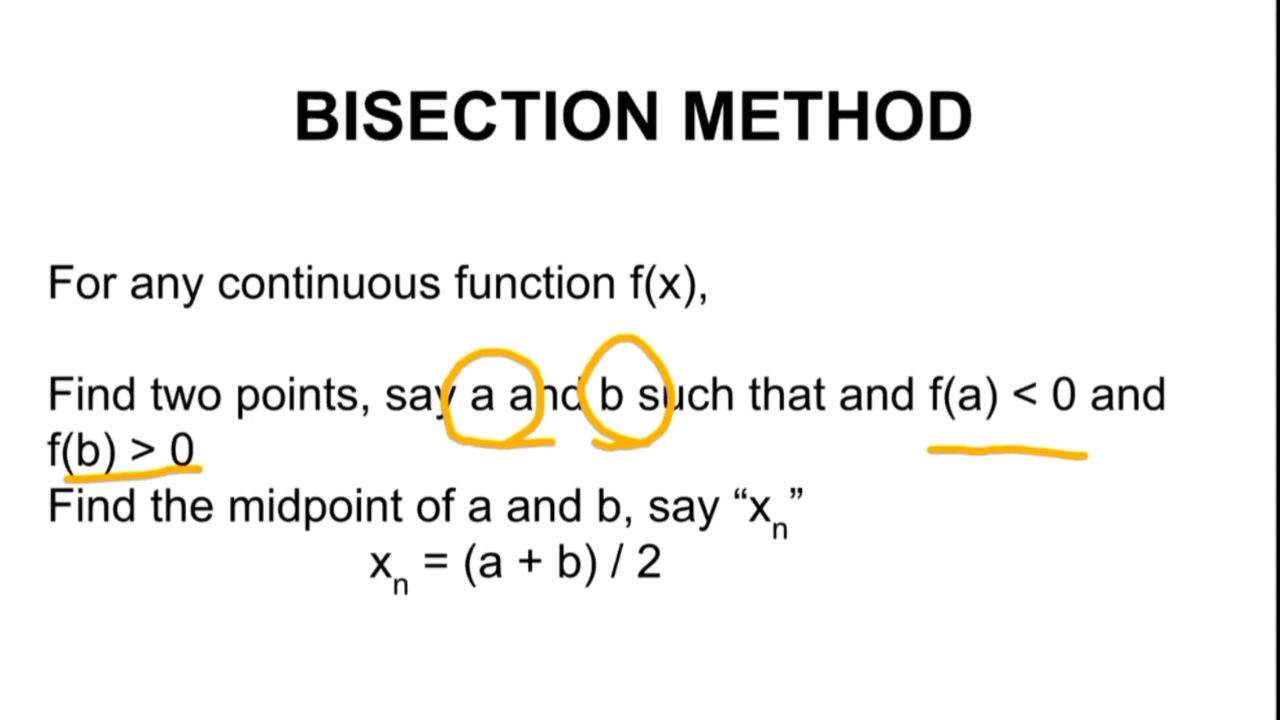 BISECTION METHOD
For any continuous function f(x),
Find two points, say a and b such that and f(a) < 0 and
f(b) > 0
Find the midpoint of a and b, say “xₙ”
xₙ = (a + b) / 2